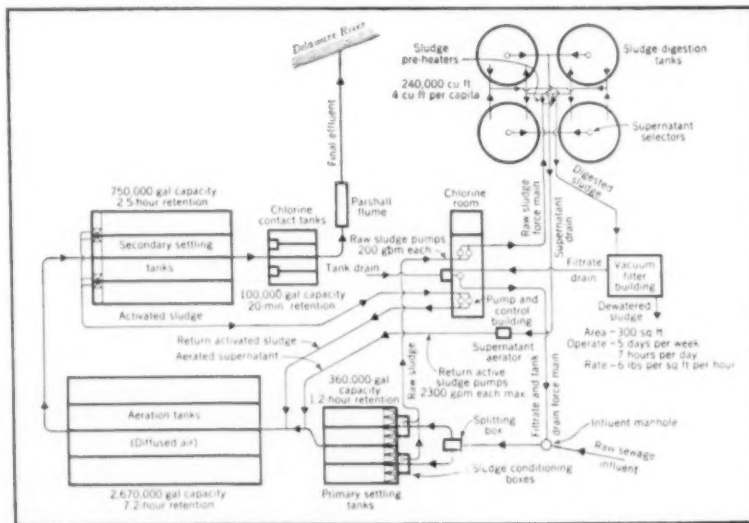 Delaware River
Final effluent
Sludge
pre-heaters
240,000 cu ft
4 cu ft per capita
Sludge digestion
tanks
Supernatant
selectors
750,000-gal capacity
2.5-hour retention
Secondary settling
tanks
Activated sludge
Chlorine
contact tanks
100,000 gal capacity
20-min. retention
Parshall
flume
Chlorine
room
Raw sludge pumps
200 gpm each
Tank drain
Pump and
control
building
Raw sludge
force main
Supernatant
drain
Digested
sludge
Filtrate
drain
Vacuum
filter
building
Dewatered
sludge
Area - 300 sq ft
Operate - 5 days per week
7 hours per day
Rate - 6 lbs per sq ft per hour
Supernatant
aerator
Return activated sludge
Aerated supernatant
Return active
sludge pumps
2300 gpm each max.
Raw sludge
360,000-gal
capacity
1.2-hour retention
Filtrate and tank
drain force main
Influent manhole
Raw sewage
influent
Splitting
box
Sludge conditioning
boxes
Primary settling
tanks
Aeration tanks
(Diffused air)
2,670,000 gal capacity
7.2-hour retention